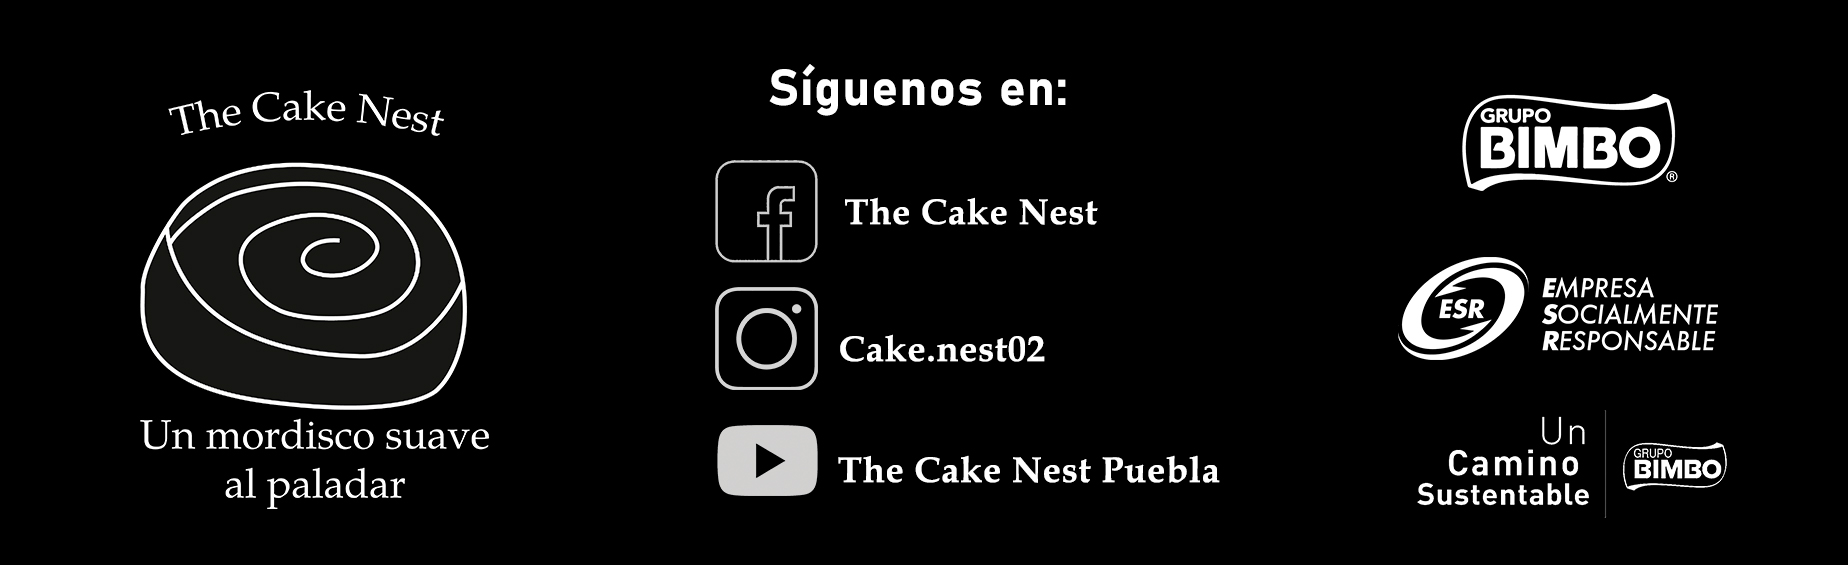 The Cake Nest
Un mordisco suave
al paladar
Síguenos en:
The Cake Nest
Cake.nest02
The Cake Nest Puebla
GRUPO
BIMBO
®
ESR
EMPRESA
SOCIALMENTE
RESPONSABLE
Un
Camino
Sustentable
GRUPO
BIMBO